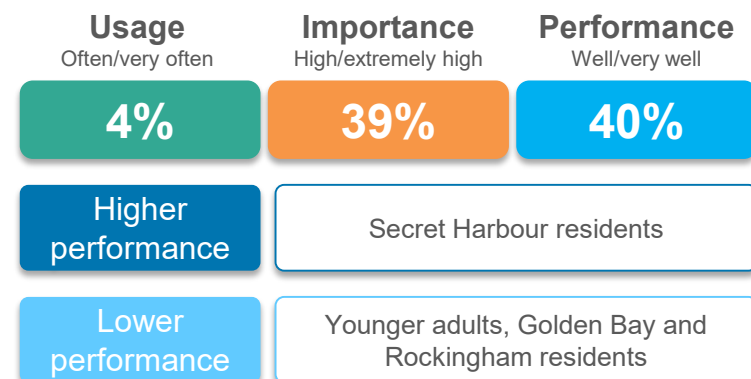 Usage Importance Performance
Often/very often High/extremely high Well/very well
4% 39% 40%
Higher
performance
Secret Harbour residents
Lower
performance
Younger adults, Golden Bay and
Rockingham residents